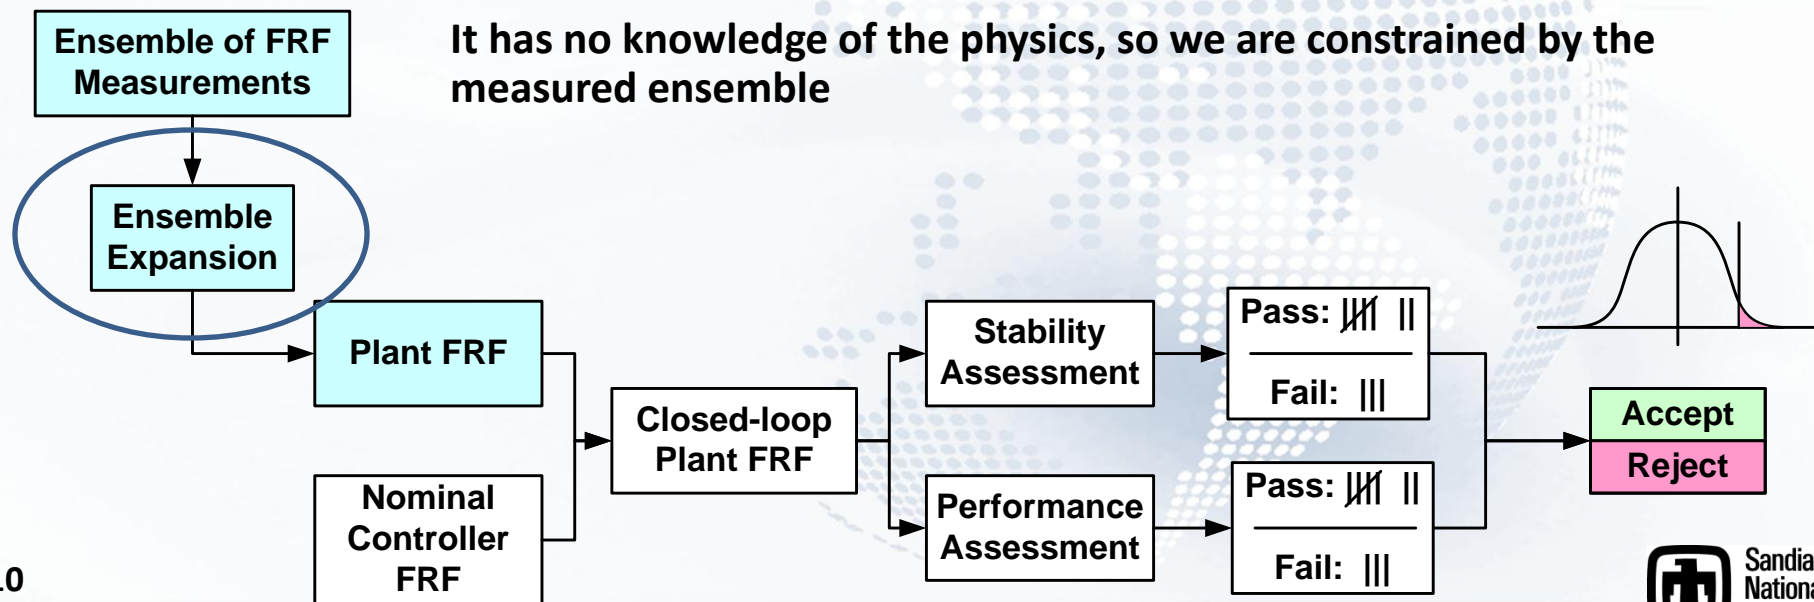 Ensemble of FRF
Measurements
It has no knowledge of the physics, so we are constrained by the
measured ensemble
Ensemble
Expansion
Plant FRF
Nominal
Controller
FRF
Closed-loop
Plant FRF
Stability
Assessment
Performance
Assessment
Pass:
Fail:
Pass:
Fail:
Accept
Reject
Sandia